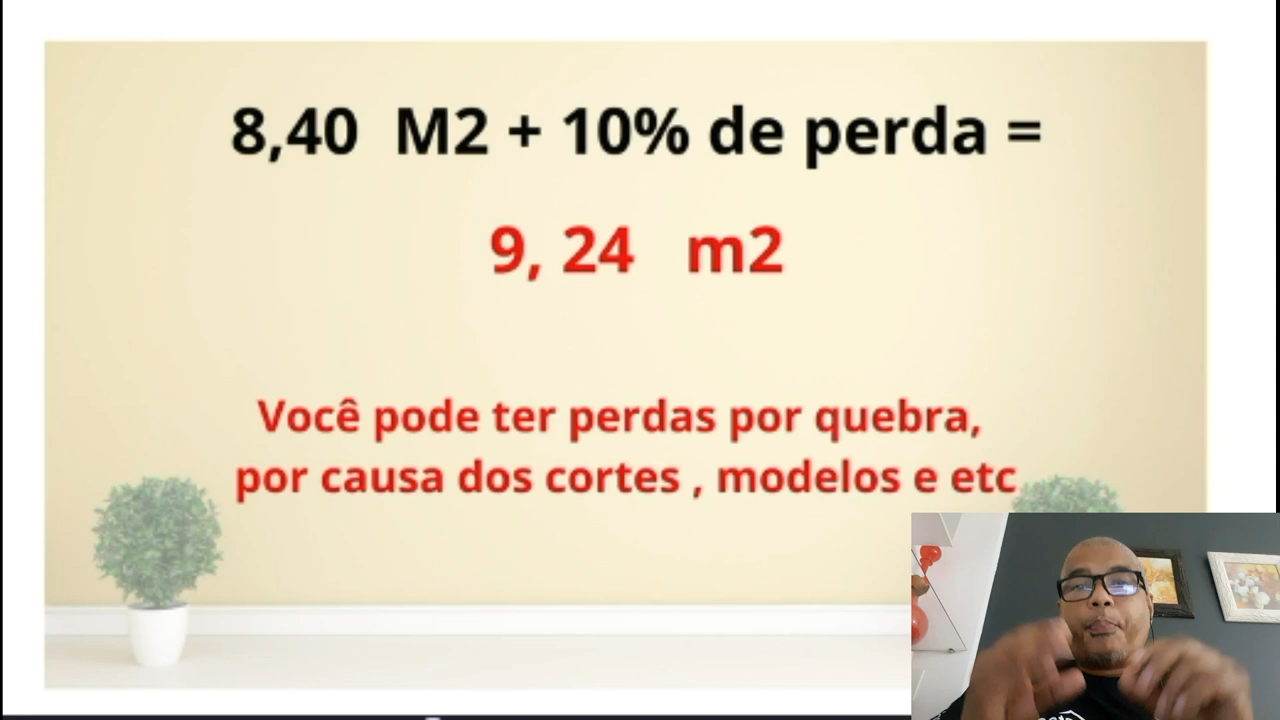 8,40 M2 + 10% de perda =
9, 24 m2
Você pode ter perdas por quebra,
por causa dos cortes , modelos e etc